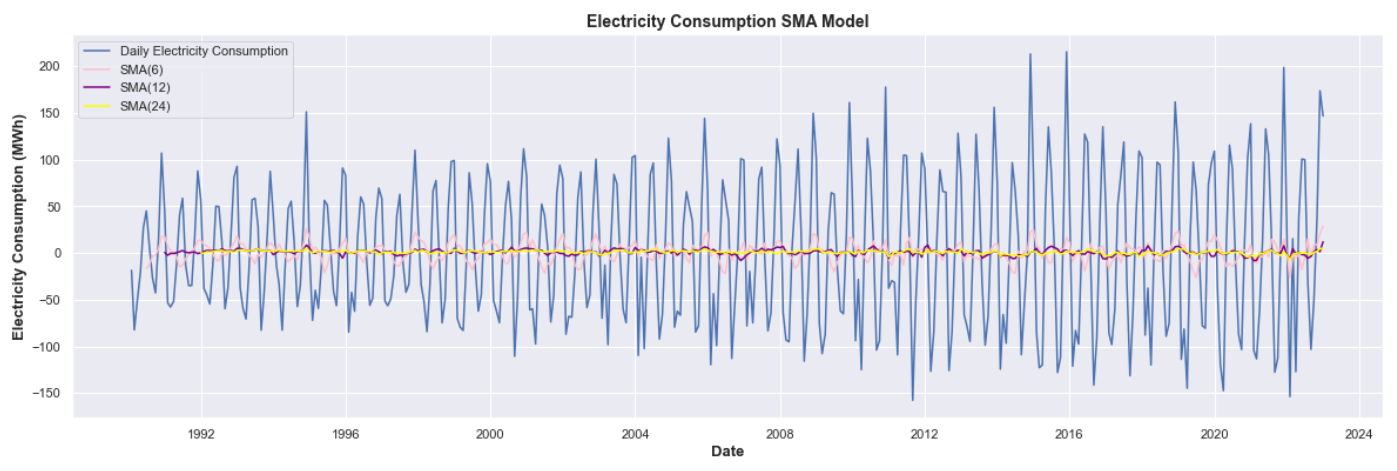 Electricity Consumption SMA Model
Daily Electricity Consumption
SMA(6)
SMA(12)
SMA(24)
Electricity Consumption (MWh)
200
150
100
50
0
−50
−100
−150
1992 1996 2000 2004 2008 2012 2016 2020 2024
Date